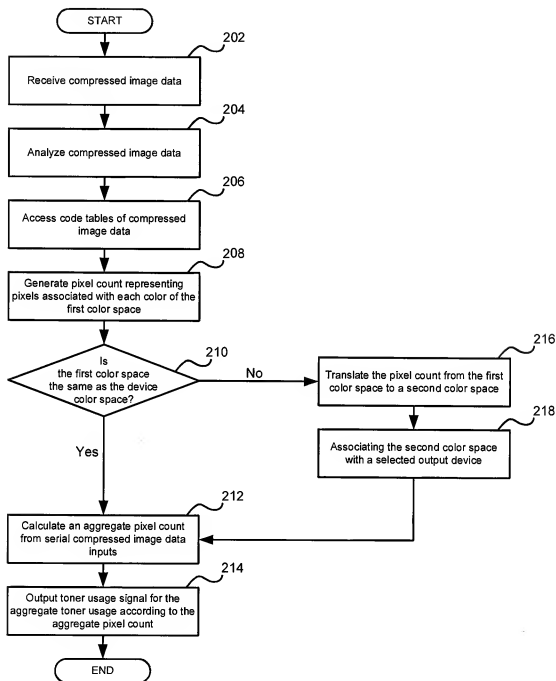 START
202
Receive compressed image data
204
Analyze compressed image data
206
Access code tables of compressed
image data
208
Generate pixel count representing
pixels associated with each color of the
first color space
210
Is
the first color space
the same as the device
color space?
No
216
Translate the pixel count from the first
color space to a second color space
218
Associating the second color space
with a selected output device
Yes
212
Calculate an aggregate pixel count
from serial compressed image data
inputs
214
Output toner usage signal for the
aggregate toner usage according to the
aggregate pixel count
END